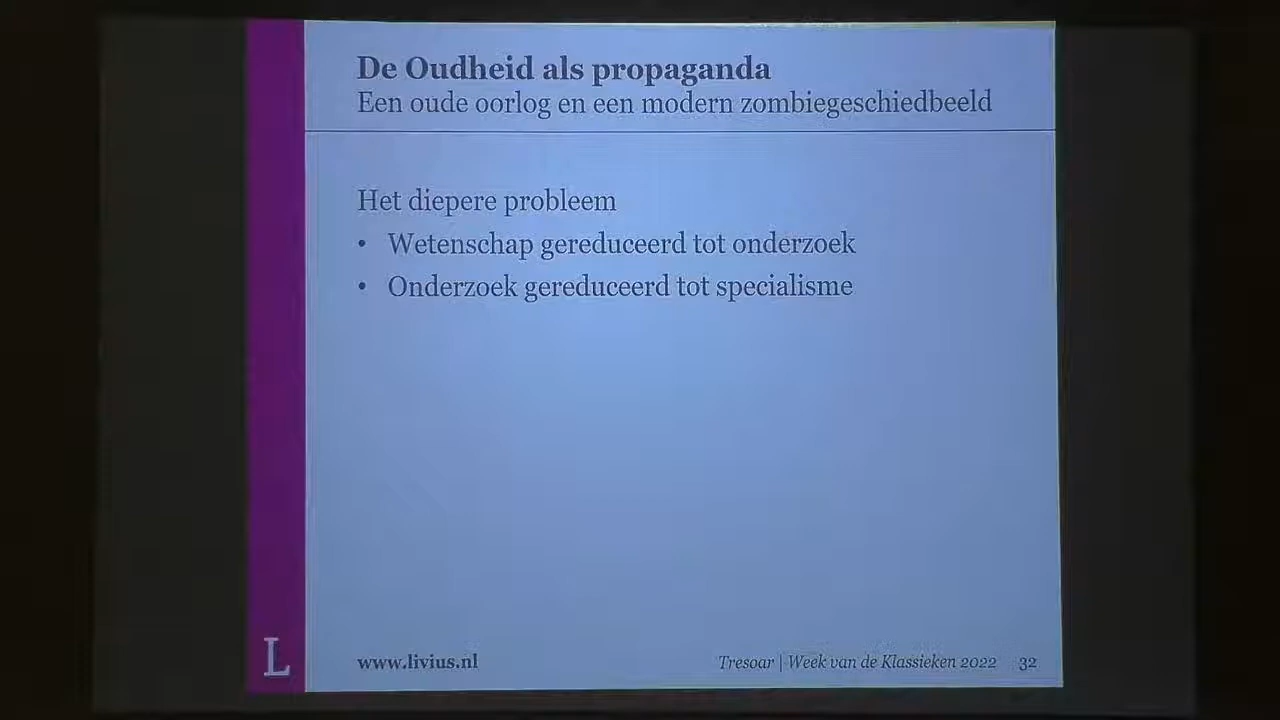 De Oudheid als propaganda
Een oude oorlog en een modern zombiegeschiedbeeld
Het diepere probleem
• Wetenschap gereduceerd tot onderzoek
• Onderzoek gereduceerd tot specialisme
L
www.livius.nl
Tresoar | Week van de Klassieken 2022 32